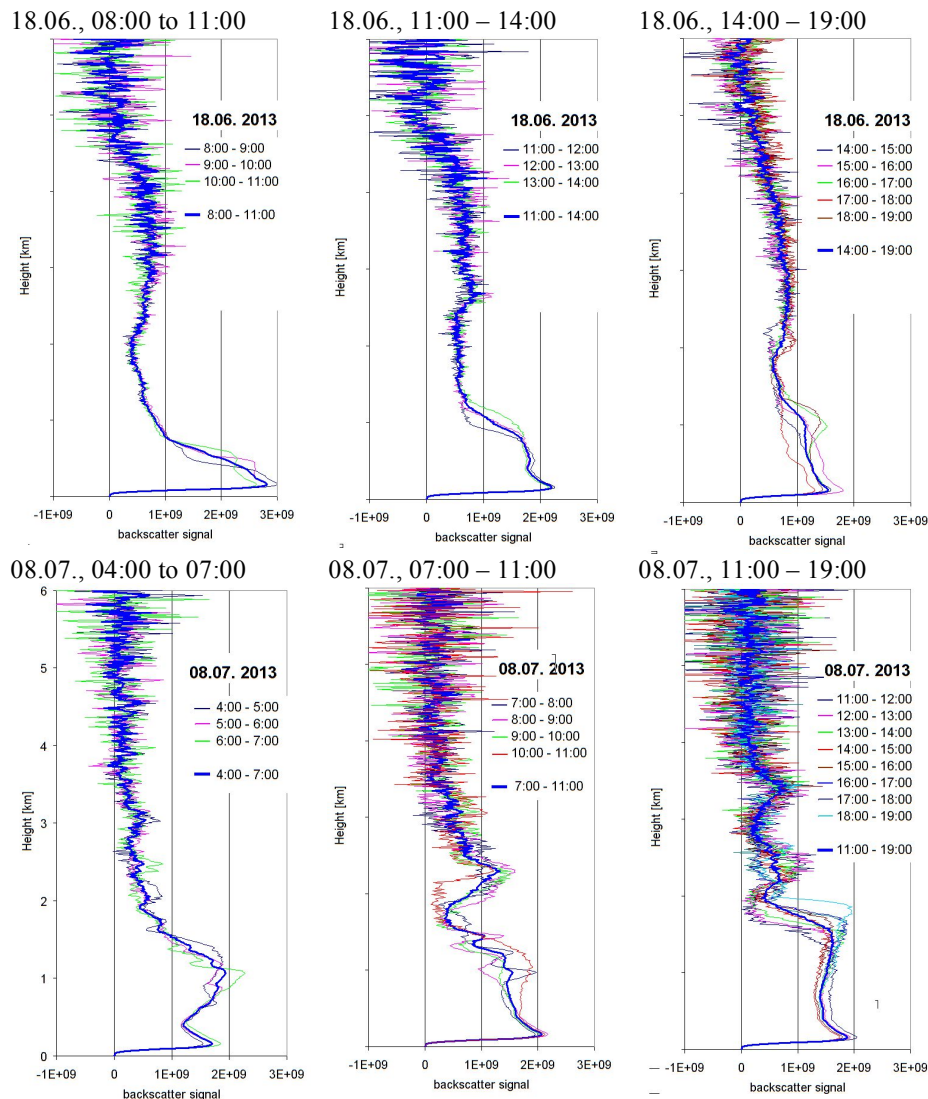 18.06., 08:00 to 11:00
18.06.2013
8:00 - 9:00
9:00 - 10:00
10:00 - 11:00
8:00 - 11:00
Height [km]
-1E+09 0 1E+09 2E+09 3E+09
backscatter signal
18.06., 11:00 – 14:00
18.06. 2013
11:00 - 12:00
12:00 - 13:00
13:00 - 14:00
11:00 - 14:00
Height [km]
-1E+09 0 1E+09 2E+09 3E+09
backscatter signal
18.06., 14:00 – 19:00
18.06. 2013
14:00 - 15:00
15:00 - 16:00
16:00 - 17:00
17:00 - 18:00
18:00 - 19:00
14:00 - 19:00
Height [km]
-1E+09 0 1E+09 2E+09 3E+09
backscatter signal
08.07., 04:00 to 07:00
6
5
4
3
2
1
0
08.07. 2013
4:00 - 5:00
5:00 - 6:00
6:00 - 7:00
4:00 - 7:00
Height [km]
-1E+09 0 1E+09 2E+09 3E+09
backscatter signal
08.07., 07:00 – 11:00
08.07. 2013
7:00 - 8:00
8:00 - 9:00
9:00 - 10:00
10:00 - 11:00
7:00 - 11:00
Height [km]
-1E+09 0 1E+09 2E+09 3E+09
backscatter signal
08.07., 11:00 – 19:00
08.07. 2013
11:00 - 12:00
12:00 - 13:00
13:00 - 14:00
14:00 - 15:00
15:00 - 16:00
16:00 - 17:00
17:00 - 18:00
18:00 - 19:00
11:00 - 19:00
Height [km]
-1E+09 0 1E+09 2E+09 3E+09
backscatter signal